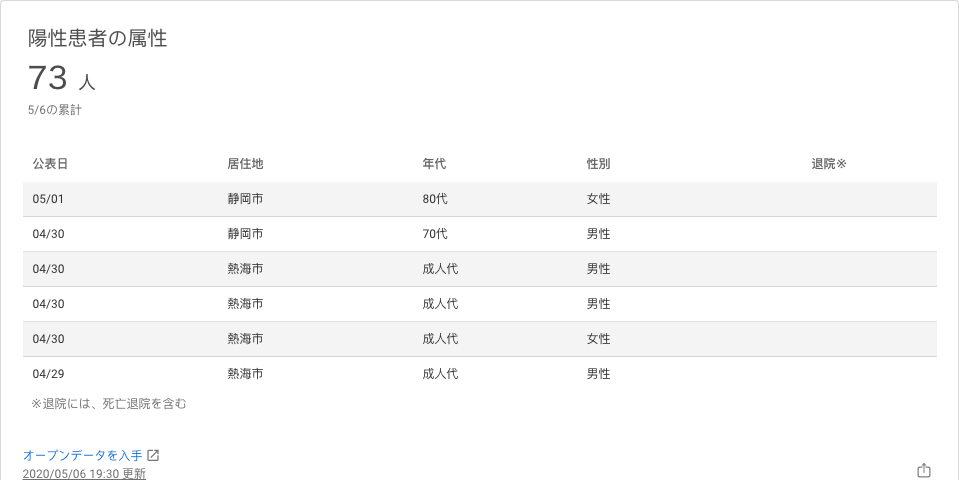 陽性患者の属性
73 人
5/6の累計
公表日 居住地 年代 性別 退院※
05/01 静岡市 80代 女性
04/30 静岡市 70代 男性
04/30 熱海市 成人代 男性
04/30 熱海市 成人代 男性
04/30 熱海市 成人代 女性
04/29 熱海市 成人代 男性
※退院には、死亡退院を含む
オープンデータを入手
2020/05/06 19:30 更新